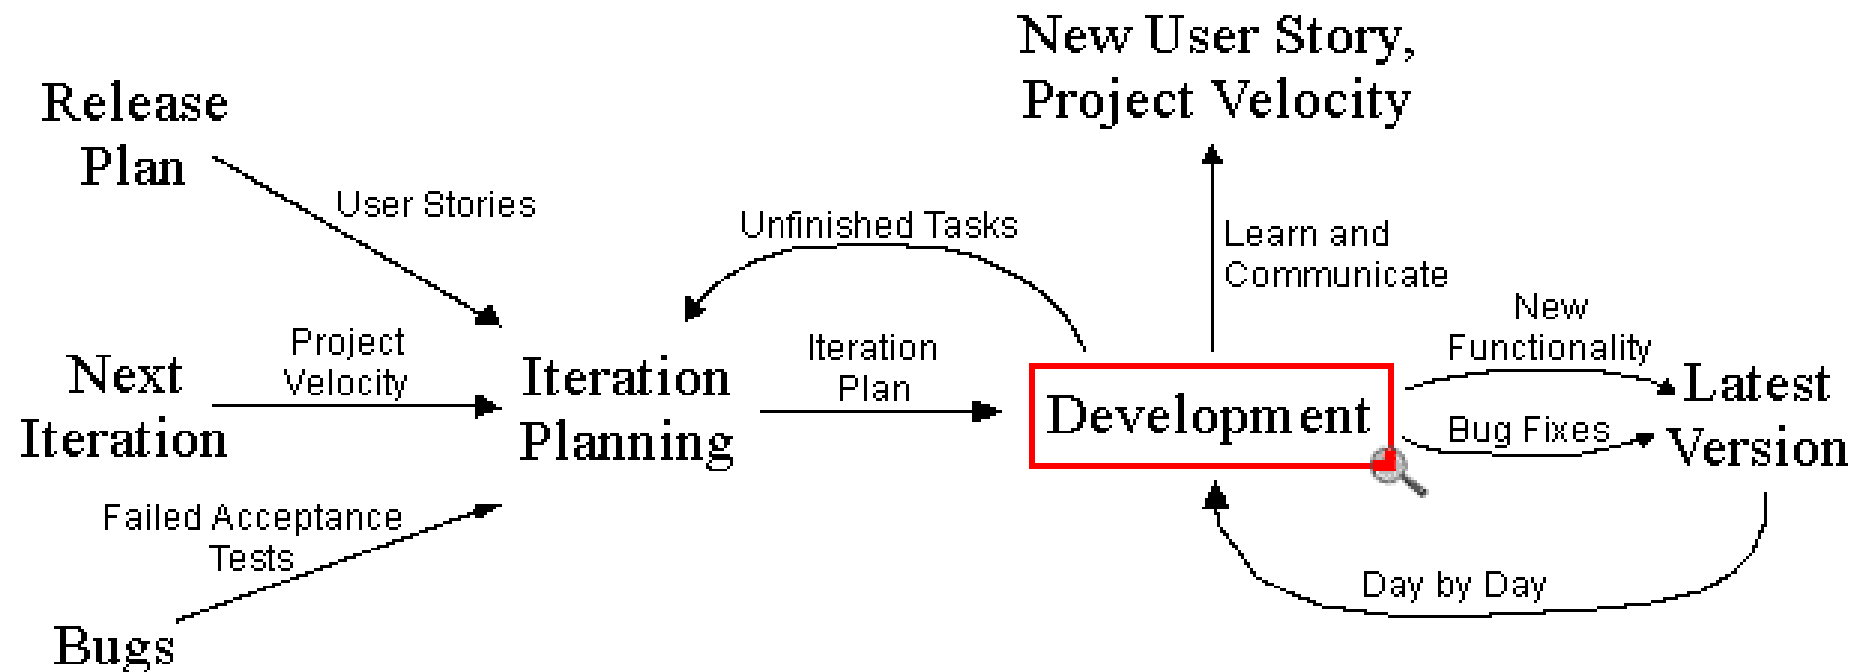 New User Story,
Project Velocity
Release
Plan
User Stories
Unfinished Tasks
Learn and
Communicate
New
Functionality
Project
Velocity
Iteration
Plan
Next
Iteration
Iteration
Planning
Development
Bug Fixes
Latest
Version
Failed Acceptance
Tests
Day by Day
Bugs